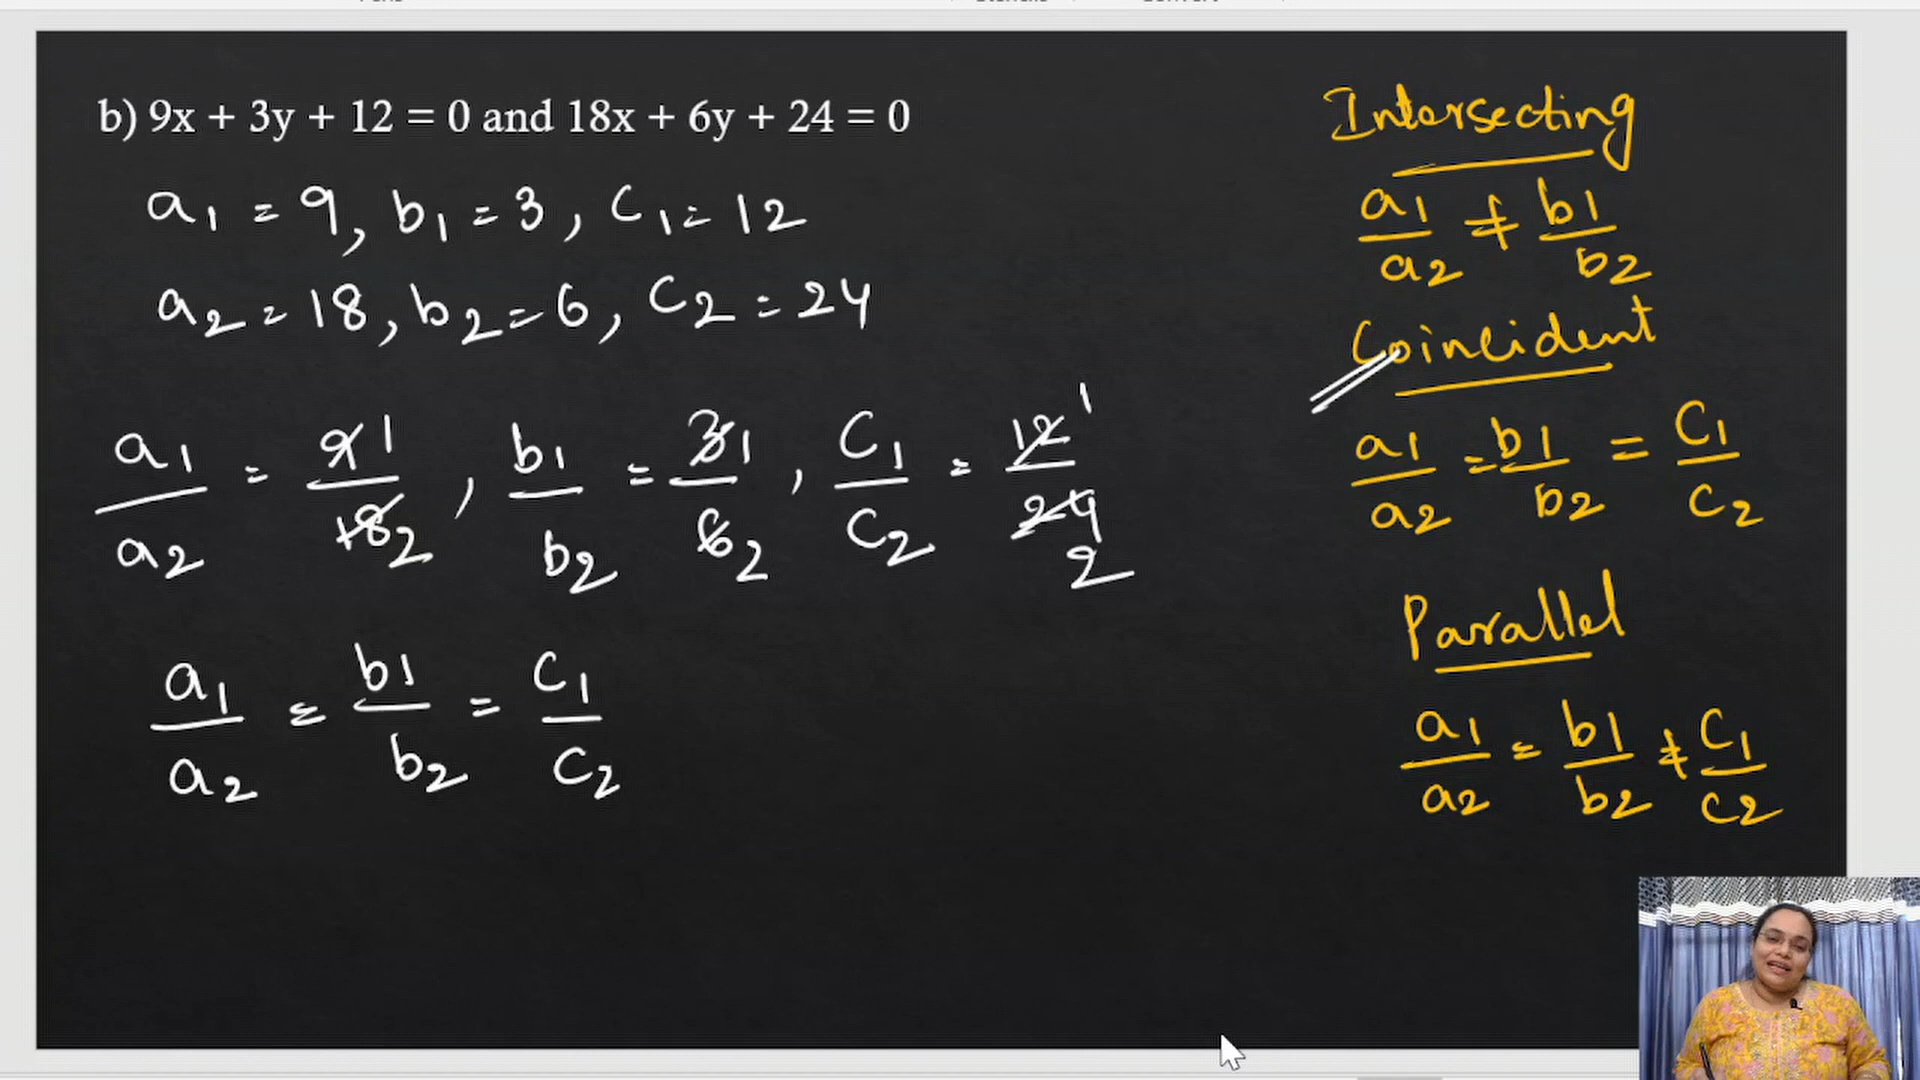 b) 9x + 3y + 12 = 0 and 18x + 6y + 24 = 0
a1 = 9, b1 = 3, c1 = 12
a2 = 18, b2 = 6, c2 = 24
a1/a2 = 9 1/18 2, b1/b2 = 3 1/6 2, c1/c2 = 12 1/24 2
a1/a2 = b1/b2 = c1/c2
Intersecting
a1/a2 ≠ b1/b2
Coincident
a1/a2 = b1/b2 = c1/c2
Parallel
a1/a2 = b1/b2 ≠ c1/c2